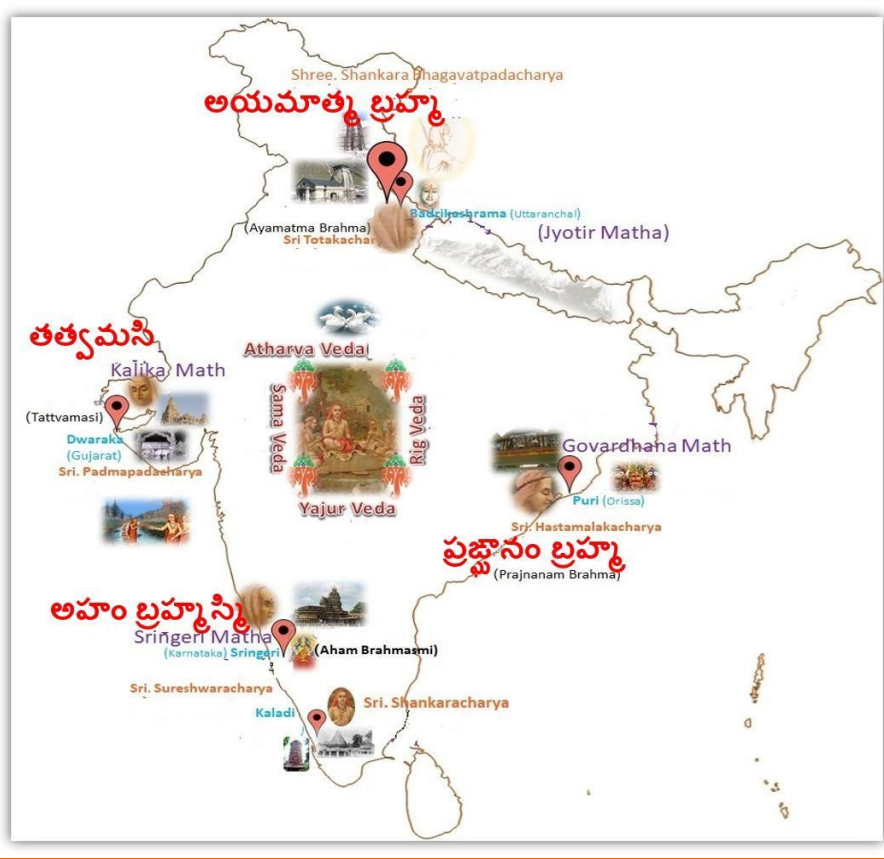 Shree. Shankara Bhagavatpadacharya
అయమాత్మ బ్రహ్మ
Badrikashrama (Uttaranchal)
(Ayamatma Brahma)
Sri Totakachar
(Jyotir Matha)
తత్వమసి
Kalika Math
(Tattvamasi)
Dwaraka
(Gujarat)
Sri. Padmapadacharya
Atharva Veda
Sama Veda
Rig Veda
Yajur Veda
Govardhana Math
Puri (Orissa)
Sri. Hastamalakacharya
ప్రజ్ఞానం బ్రహ్మ
(Prajnanam Brahma)
అహం బ్రహ్మస్మి
Sringeri Matha
(Karnataka) Sringeri
(Aham Brahmasmi)
Sri. Sureshwaracharya
Sri. Shankaracharya
Kaladi